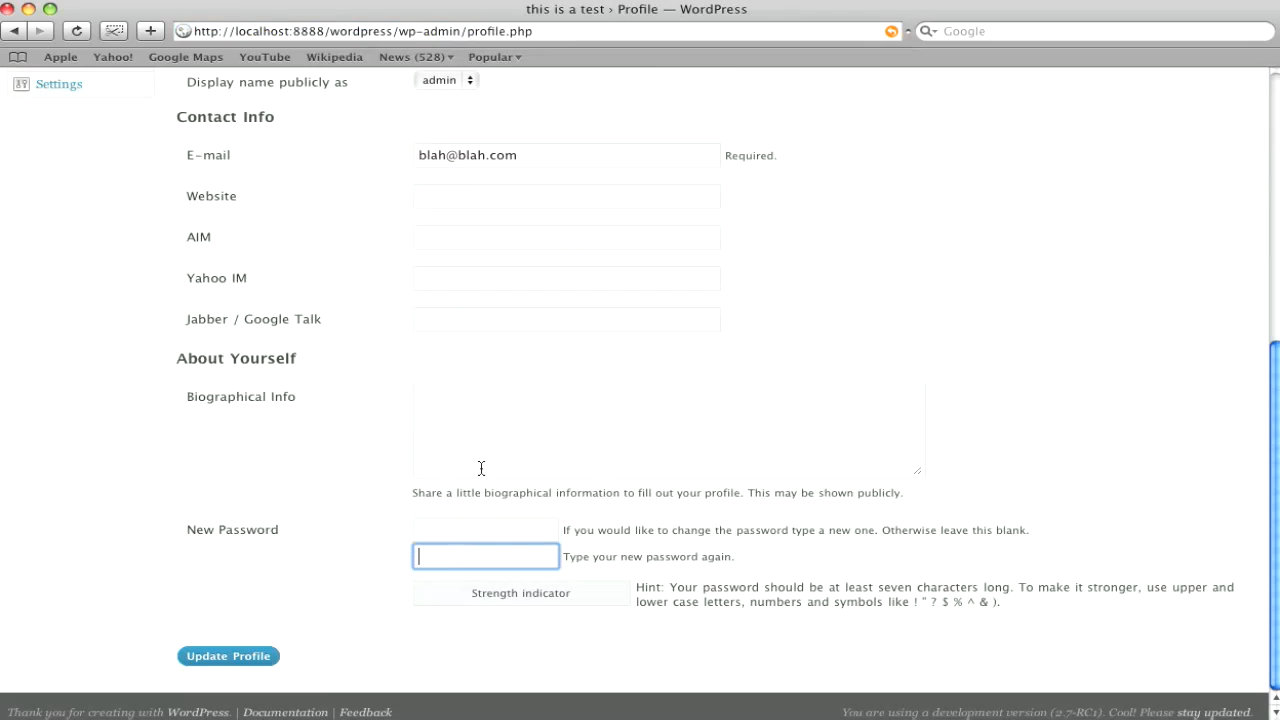 this is a test › Profile — WordPress
http://localhost:8888/wordpress/wp-admin/profile.php
Google
Apple Yahoo! Google Maps YouTube Wikipedia News (528)▾ Popular▾
Settings
Display name publicly as admin
Contact Info
E-mail blah@blah.com Required.
Website
AIM
Yahoo IM
Jabber / Google Talk
About Yourself
Biographical Info
Share a little biographical information to fill out your profile. This may be shown publicly.
New Password If you would like to change the password type a new one. Otherwise leave this blank.
Type your new password again.
Strength indicator
Hint: Your password should be at least seven characters long. To make it stronger, use upper and
lower case letters, numbers and symbols like ! " ? $ % ^ & ).
Update Profile
Thank you for creating with WordPress. | Documentation | Feedback
You are using a development version (2.7-RC1). Cool! Please stay updated.